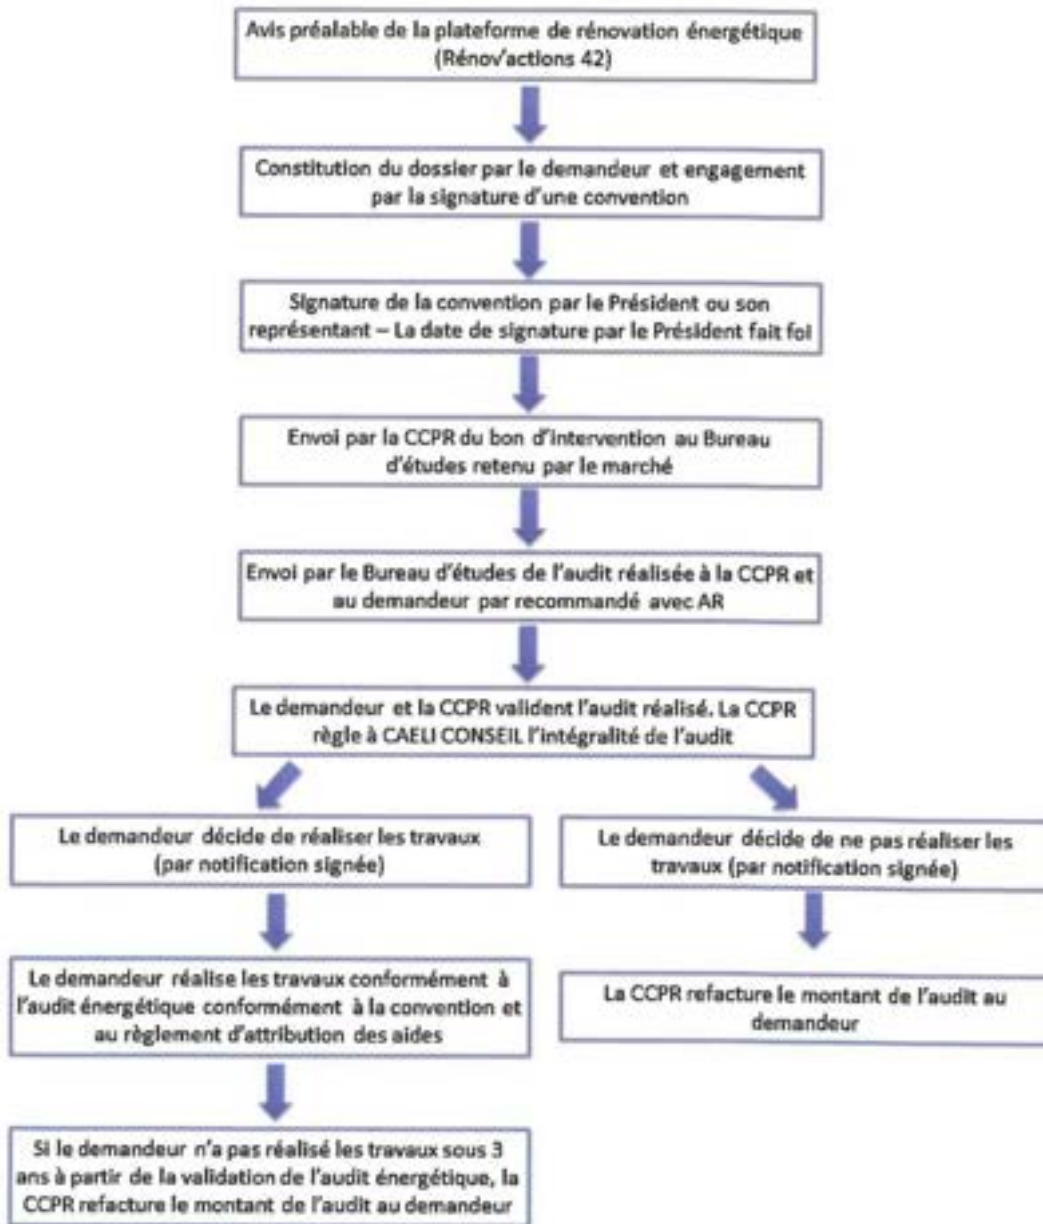 Avis préalable de la plateforme de rénovation énergétique
(Rénov'actions 42)
Constitution du dossier par le demandeur et engagement
par la signature d'une convention
Signature de la convention par le Président ou son
représentant – La date de signature par le Président fait foi
Envoi par la CCPR du bon d'intervention au Bureau
d'études retenu par le marché
Envoi par le Bureau d'études de l'audit réalisée à la CCPR et
au demandeur par recommandé avec AR
Le demandeur et la CCPR valident l'audit réalisé. La CCPR
règle à CAELI CONSEIL l'intégralité de l'audit
Le demandeur décide de réaliser les travaux
(par notification signée)
Le demandeur réalise les travaux conformément à
l'audit énergétique conformément à la convention et
au règlement d'attribution des aides
Si le demandeur n'a pas réalisé les travaux sous 3
ans à partir de la validation de l'audit énergétique, la
CCPR refacture le montant de l'audit au demandeur
Le demandeur décide de ne pas réaliser les
travaux (par notification signée)
La CCPR refacture le montant de l'audit au
demandeur